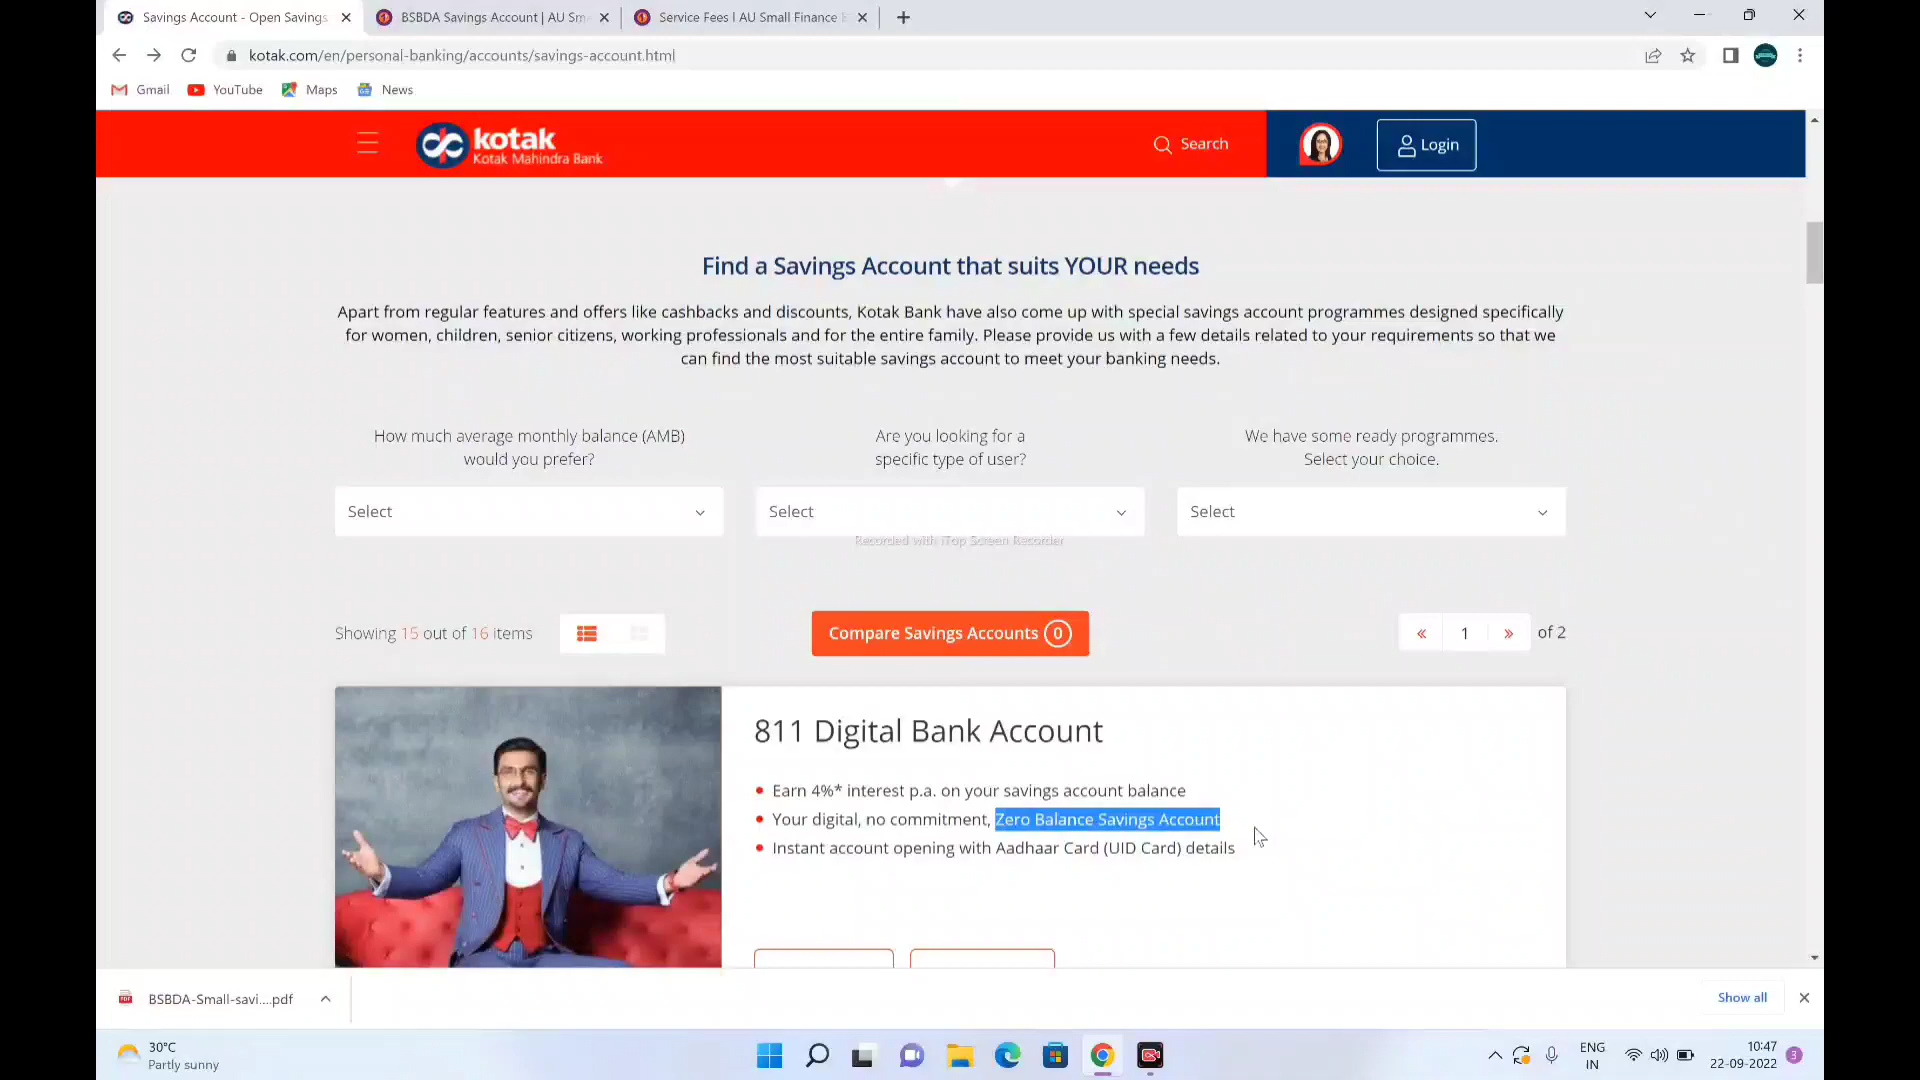 Savings Account - Open Savings
BSBDA Savings Account | AU Sm
Service Fees | AU Small Finance B
kotak.com/en/personal-banking/accounts/savings-account.html
Gmail
YouTube
Maps
News
kotak
Kotak Mahindra Bank
Search
Login
Find a Savings Account that suits YOUR needs
Apart from regular features and offers like cashbacks and discounts, Kotak Bank have also come up with special savings account programmes designed specifically
for women, children, senior citizens, working professionals and for the entire family. Please provide us with a few details related to your requirements so that we
can find the most suitable savings account to meet your banking needs.
How much average monthly balance (AMB)
would you prefer?
Are you looking for a
specific type of user?
We have some ready programmes.
Select your choice.
Select
Select
Select
Recorded with iTop Screen Recorder
Showing 15 out of 16 items
Compare Savings Accounts 0
« 1 » of 2
811 Digital Bank Account
• Earn 4%* interest p.a. on your savings account balance
• Your digital, no commitment, Zero Balance Savings Account
• Instant account opening with Aadhaar Card (UID Card) details
BSBDA-Small-savi....pdf
Show all
30°C
Partly sunny
ENG
IN
10:47
22-09-2022
3